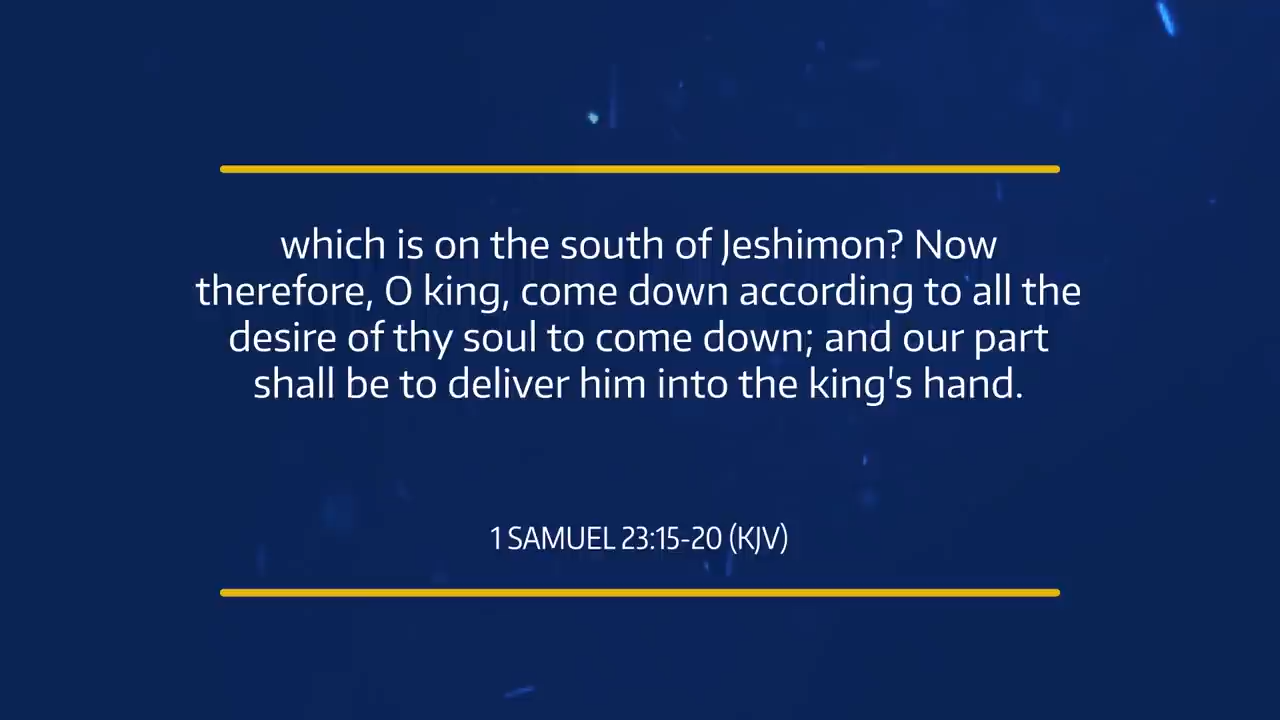 which is on the south of Jeshimon? Now
therefore, O king, come down according to all the
desire of thy soul to come down; and our part
shall be to deliver him into the king's hand.
1 SAMUEL 23:15-20 (KJV)